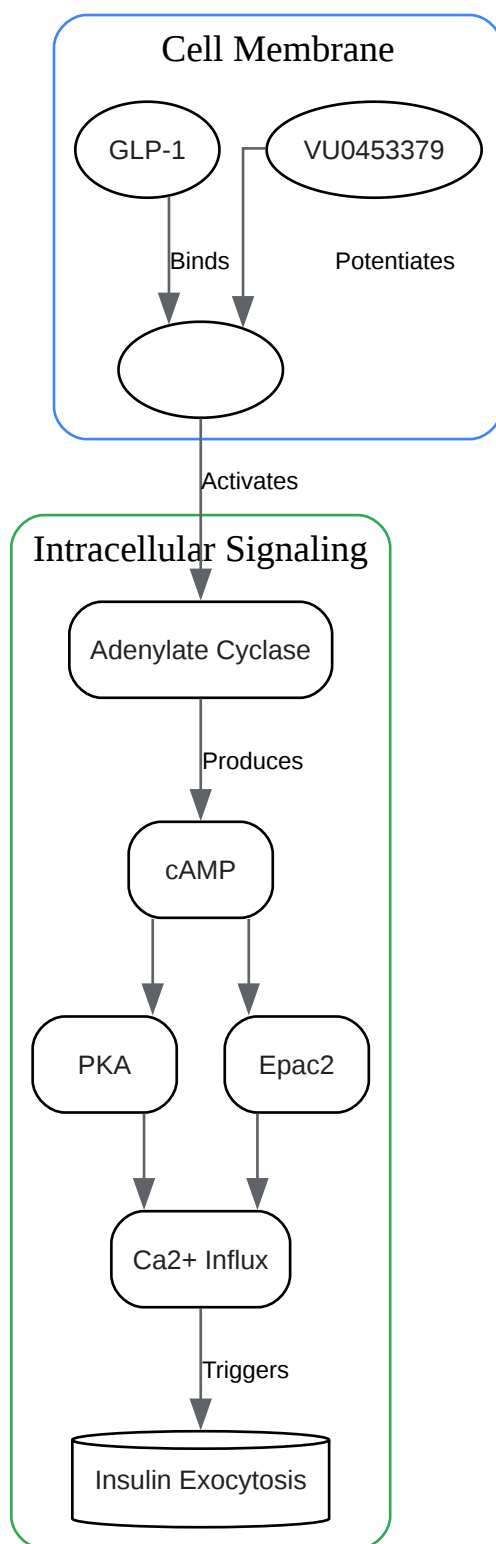 Cell Membrane
GLP-1
VU0453379
Binds
Potentiates
Activates
Intracellular Signaling
Adenylate Cyclase
Produces
cAMP
PKA
Epac2
Ca2+ Influx
Triggers
Insulin Exocytosis